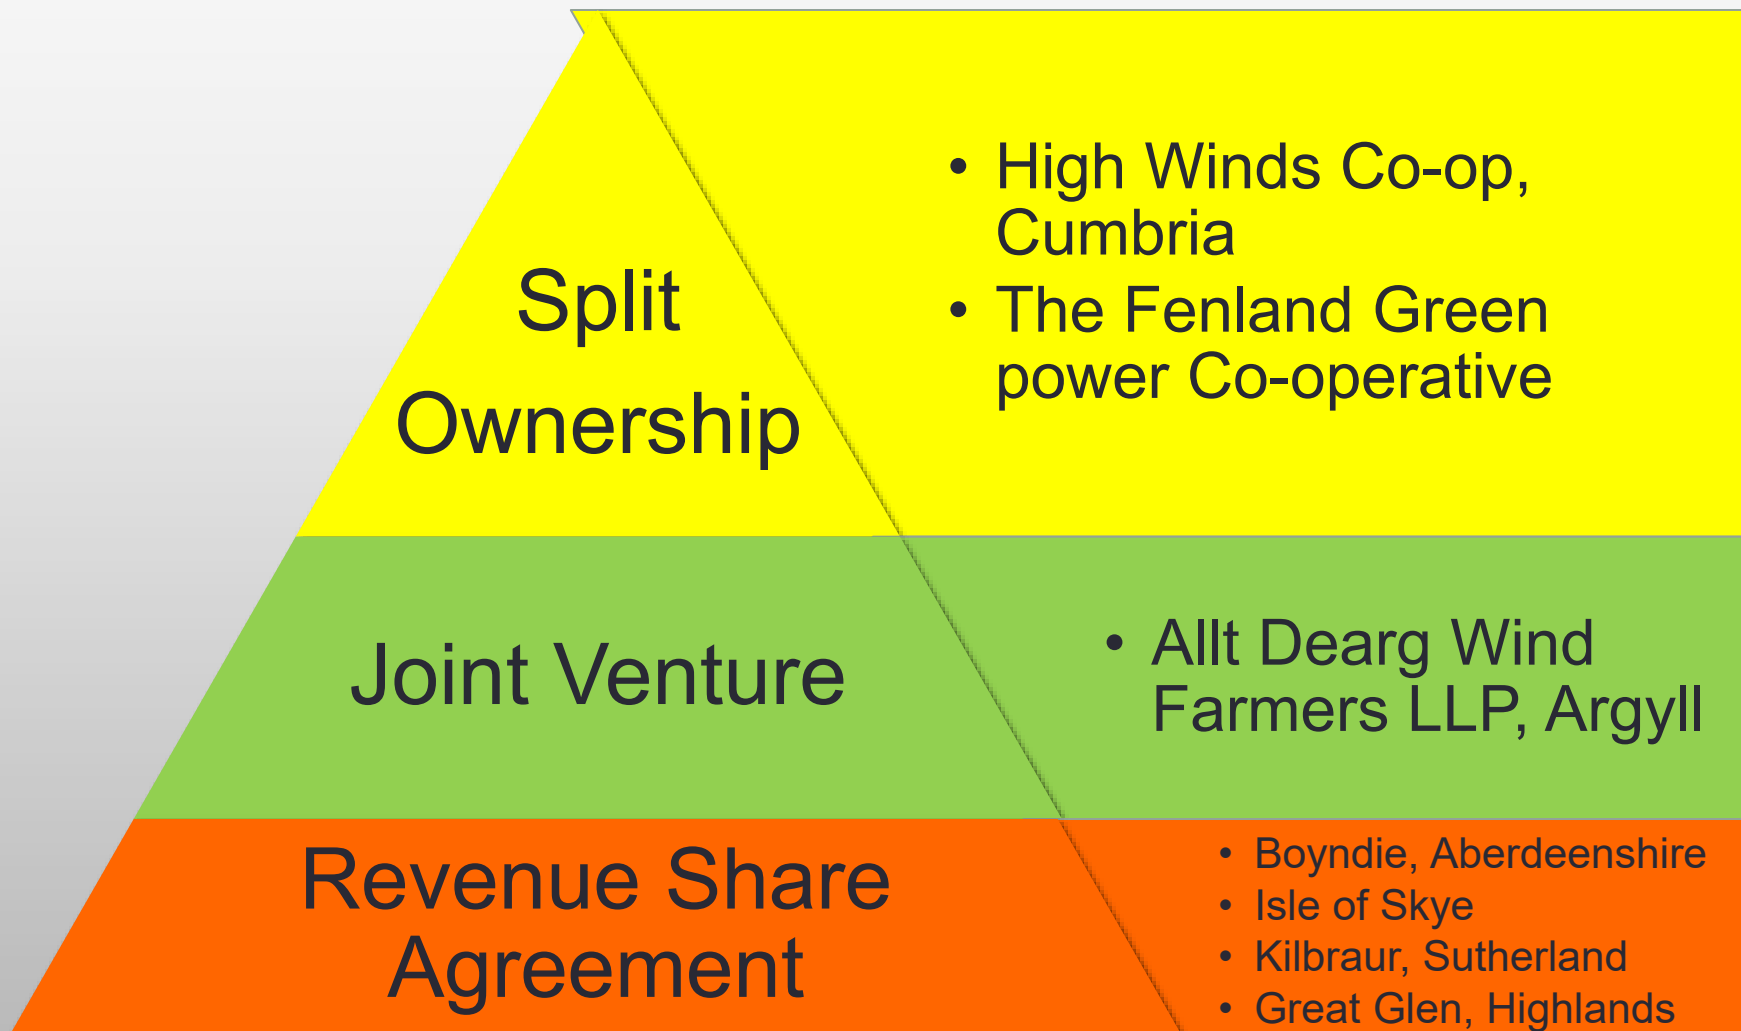 Split
Ownership
• High Winds Co-op,
Cumbria
• The Fenland Green
power Co-operative
Joint Venture
• Allt Dearg Wind
Farmers LLP, Argyll
Revenue Share
Agreement
• Boyndie, Aberdeenshire
• Isle of Skye
• Kilbraur, Sutherland
• Great Glen, Highlands